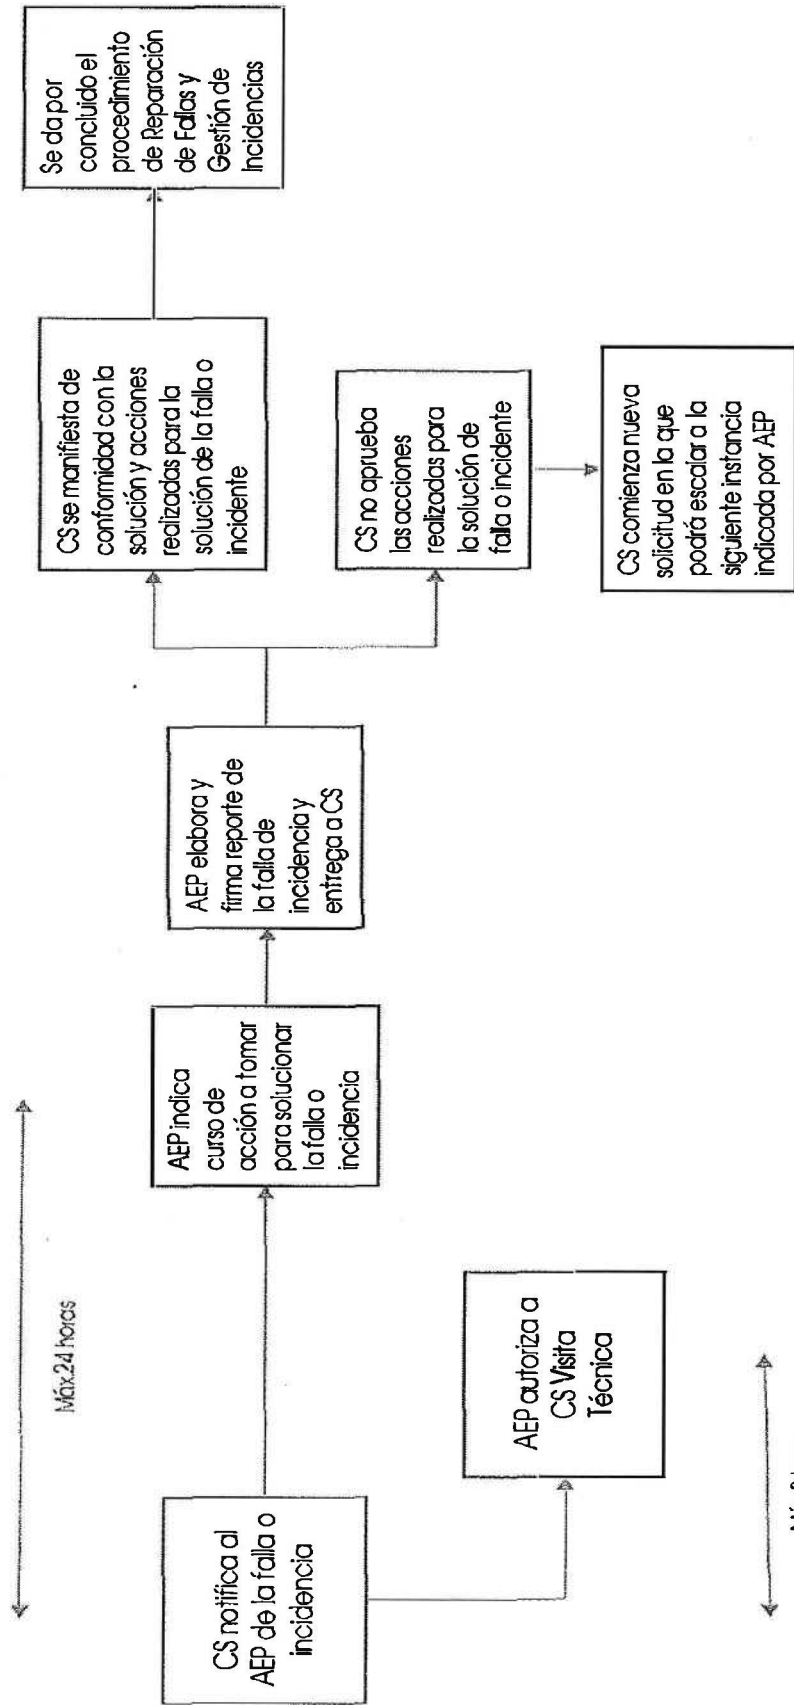 Máx.24 horas
CS notifica al
AEP de la falla o
incidencia
AEP autoriza a
CS Visita
Técnica
AEP indica
curso de
acción a tomar
para solucionar
la falla o
incidencia
AEP elabora y
firma reporte de
la falla de
incidencia y
entrega a CS
CS se manifiesta de
conformidad con la
solución y acciones
realizadas para la
solución de la falla o
incidente
CS no aprueba
las acciones
realizadas para
la solución de
falla o incidente
Se da por
concluido el
procedimiento
de Reparación
de Fallas y
Gestión de
Incidencias
CS comienza nueva
solicitud en la que
podrá escalar a la
siguiente instancia
indicada por AEP